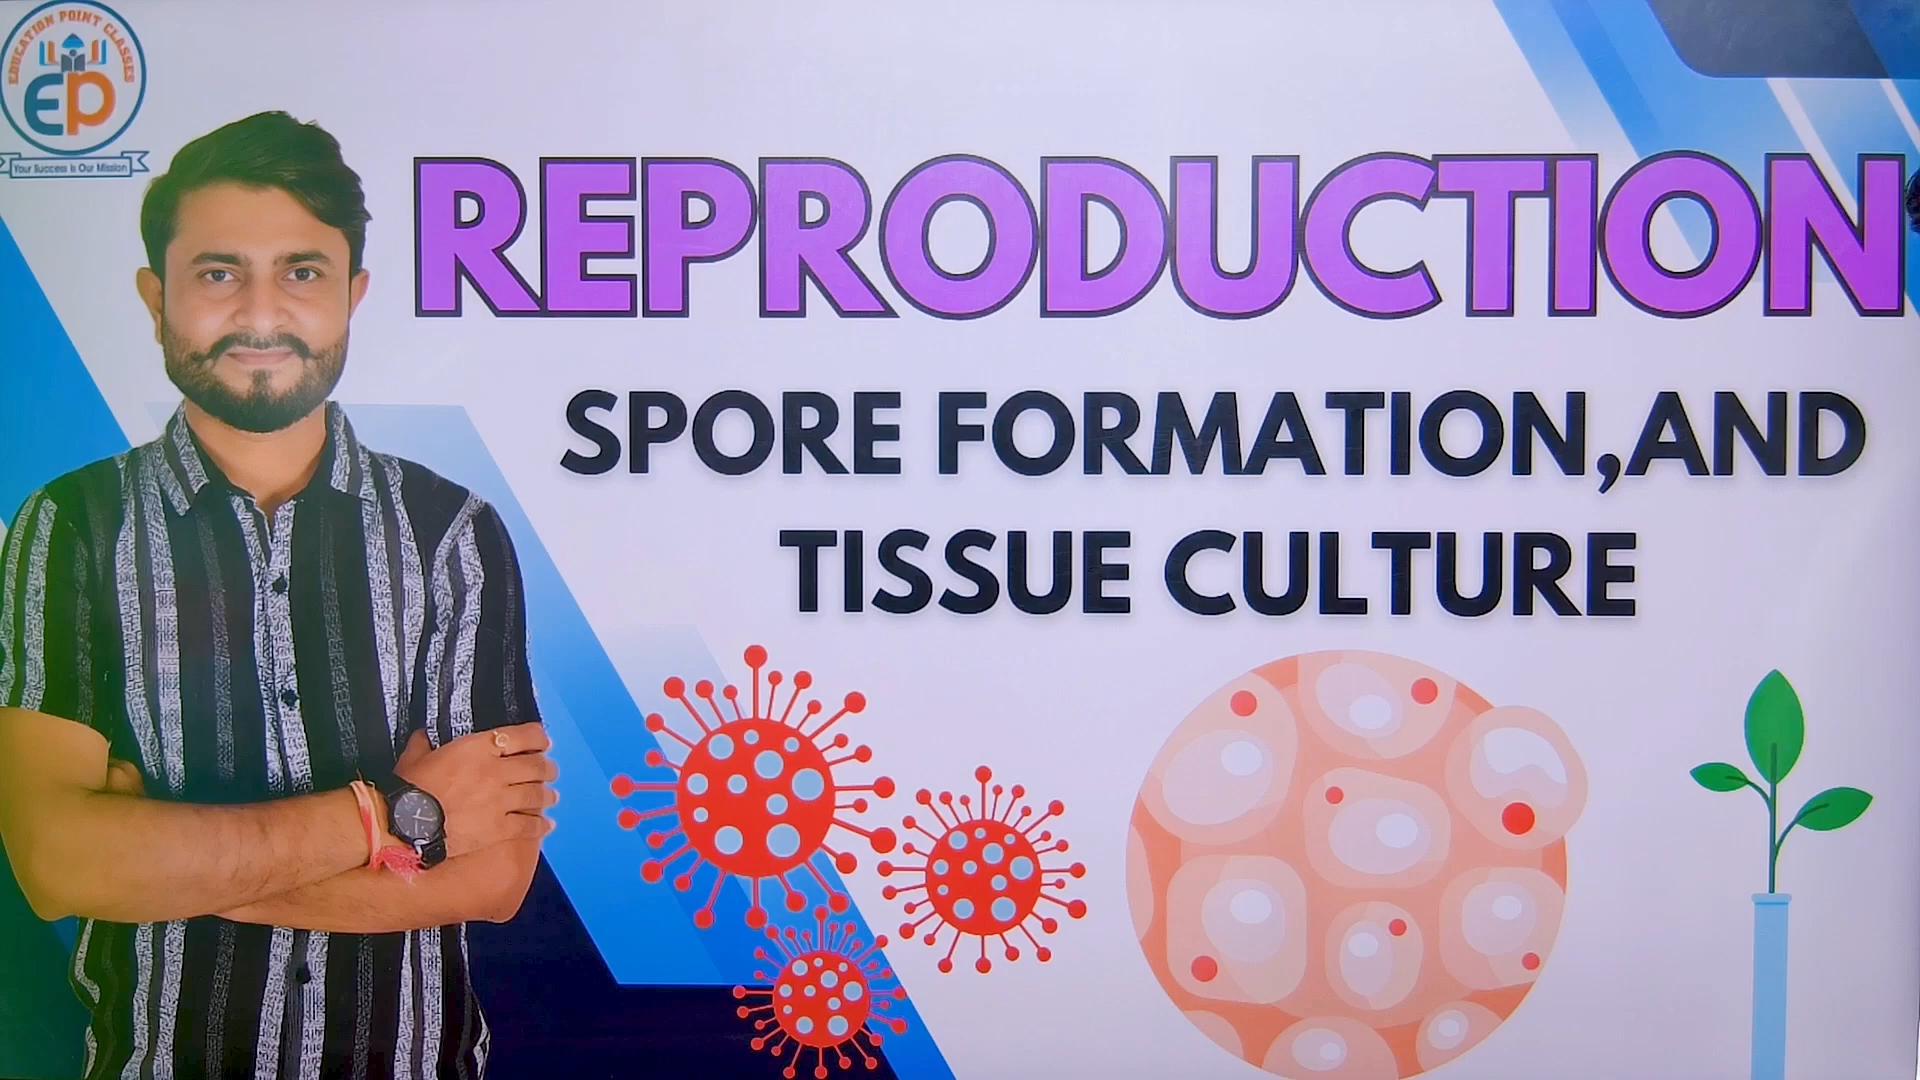 EDUCATION POINT CLASSES
EP
Your Success Is Our Mission
REPRODUCTION
SPORE FORMATION,AND
TISSUE CULTURE